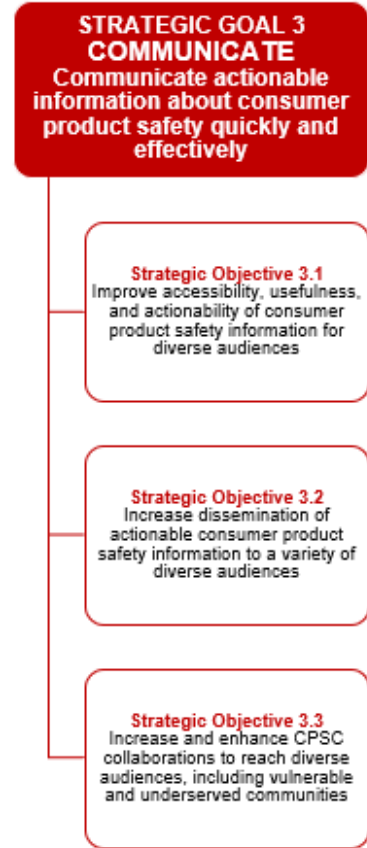 STRATEGIC GOAL 3
COMMUNICATE
Communicate actionable
information about consumer
product safety quickly and
effectively
Strategic Objective 3.1
Improve accessibility, usefulness,
and actionability of consumer
product safety information for
diverse audiences
Strategic Objective 3.2
Increase dissemination of
actionable consumer product
safety information to a variety of
diverse audiences
Strategic Objective 3.3
Increase and enhance CPSC
collaborations to reach diverse
audiences, including vulnerable
and underserved communities